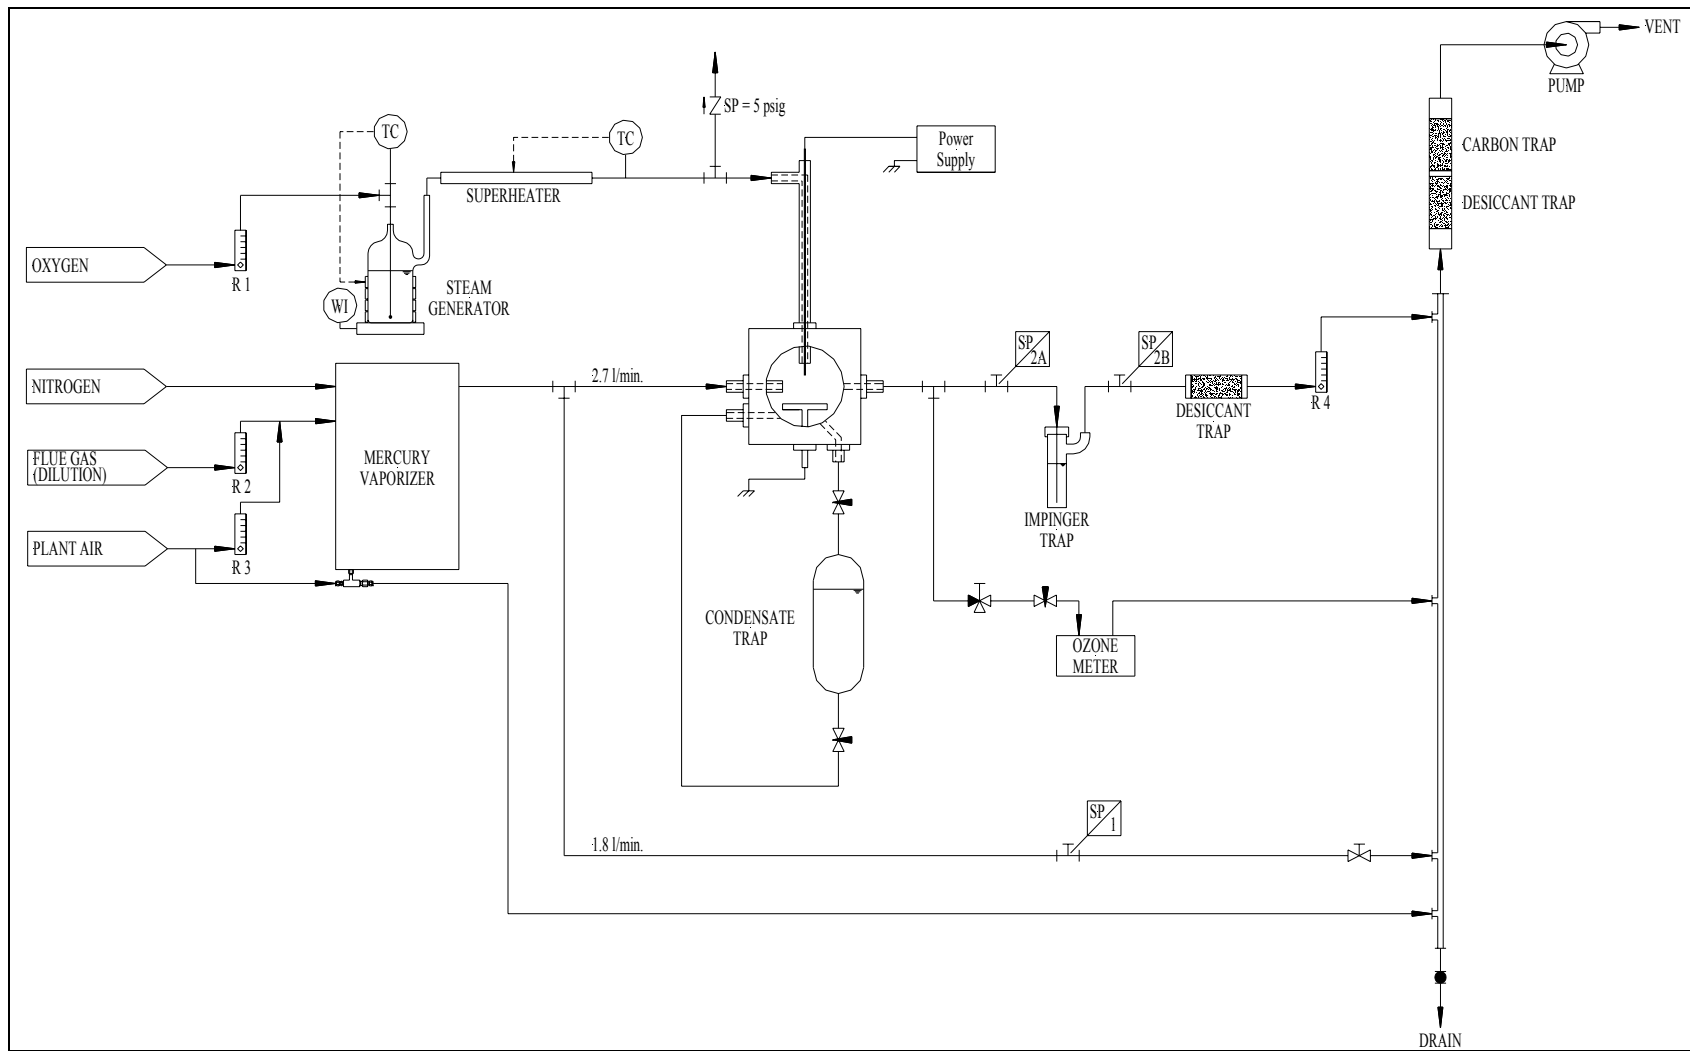 VENT
PUMP
SP = 5 psig
TC
TC
Power
Supply
CARBON TRAP
SUPERHEATER
DESICCANT TRAP
OXYGEN
R 1
STEAM
GENERATOR
WI
SP
2A
SP
2B
NITROGEN
2.7 l/min.
DESICCANT
TRAP
R 4
FLUE GAS
(DILUTION)
R 2
MERCURY
VAPORIZER
IMPINGER
TRAP
PLANT AIR
R 3
CONDENSATE
TRAP
OZONE
METER
SP
1
1.8 l/min.
DRAIN